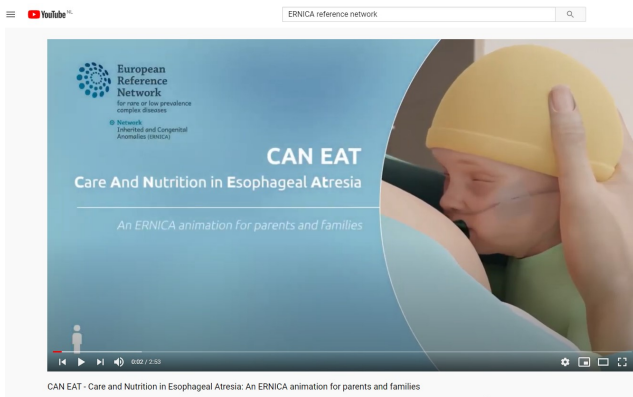 YouTube NL
ERNICA reference network
European
Reference
Network
for rare or low prevalence
complex diseases
Network
Inherited and Congenital
Anomalies (ERNICA)
CAN EAT
Care And Nutrition in Esophageal Atresia
An ERNICA animation for parents and families
0:02 / 2:53
CAN EAT - Care and Nutrition in Esophageal Atresia: An ERNICA animation for parents and families